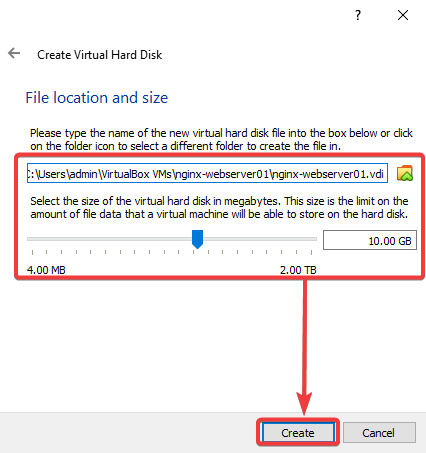 ?
Create Virtual Hard Disk
File location and size
Please type the name of the new virtual hard disk file into the box below or click
on the folder icon to select a different folder to create the file in.
C:\Users\admin\VirtualBox VMs\nginx-webserver01\nginx-webserver01.vdi
Select the size of the virtual hard disk in megabytes. This size is the limit on the
amount of file data that a virtual machine will be able to store on the hard disk.
10.00 GB
4.00 MB 2.00 TB
Create Cancel